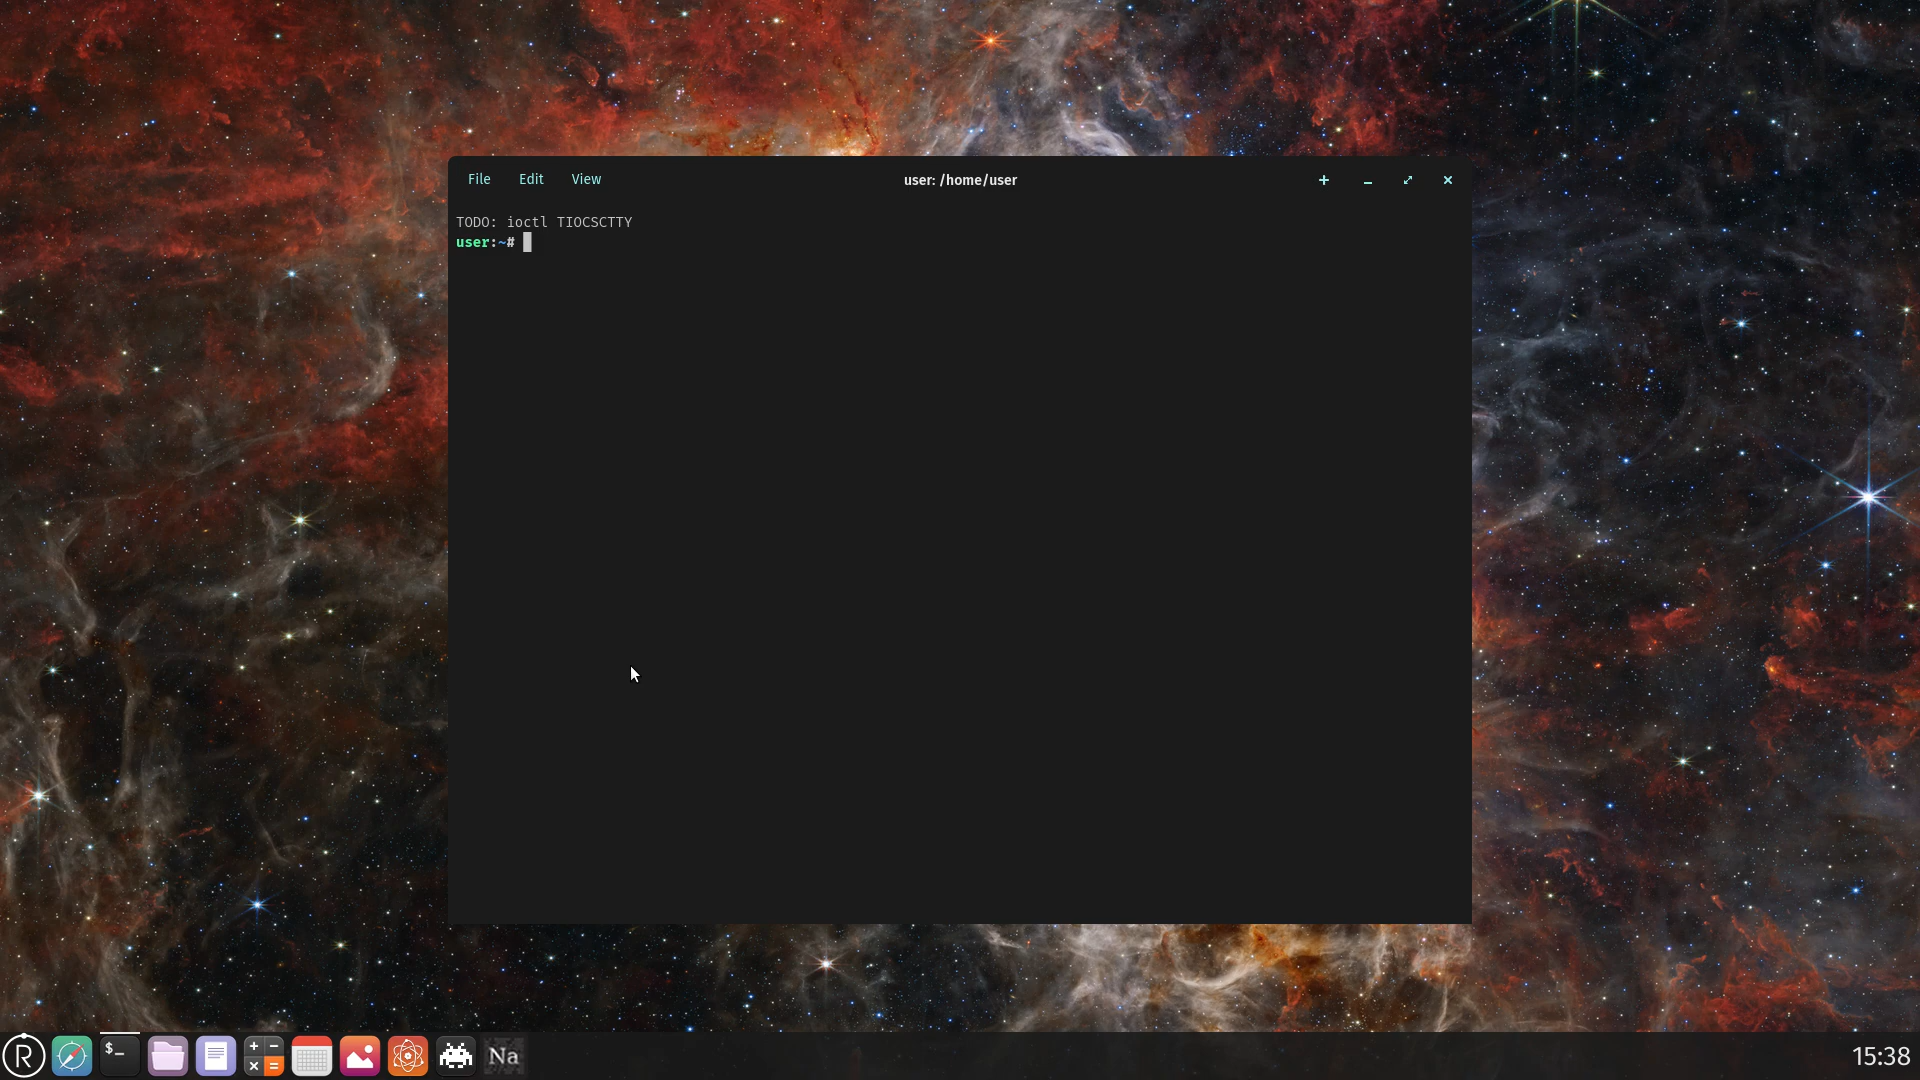 File Edit View user: /home/user
TODO: ioctl TIOCSCTTY
user:~#
R $_ + − × = Na 15:38